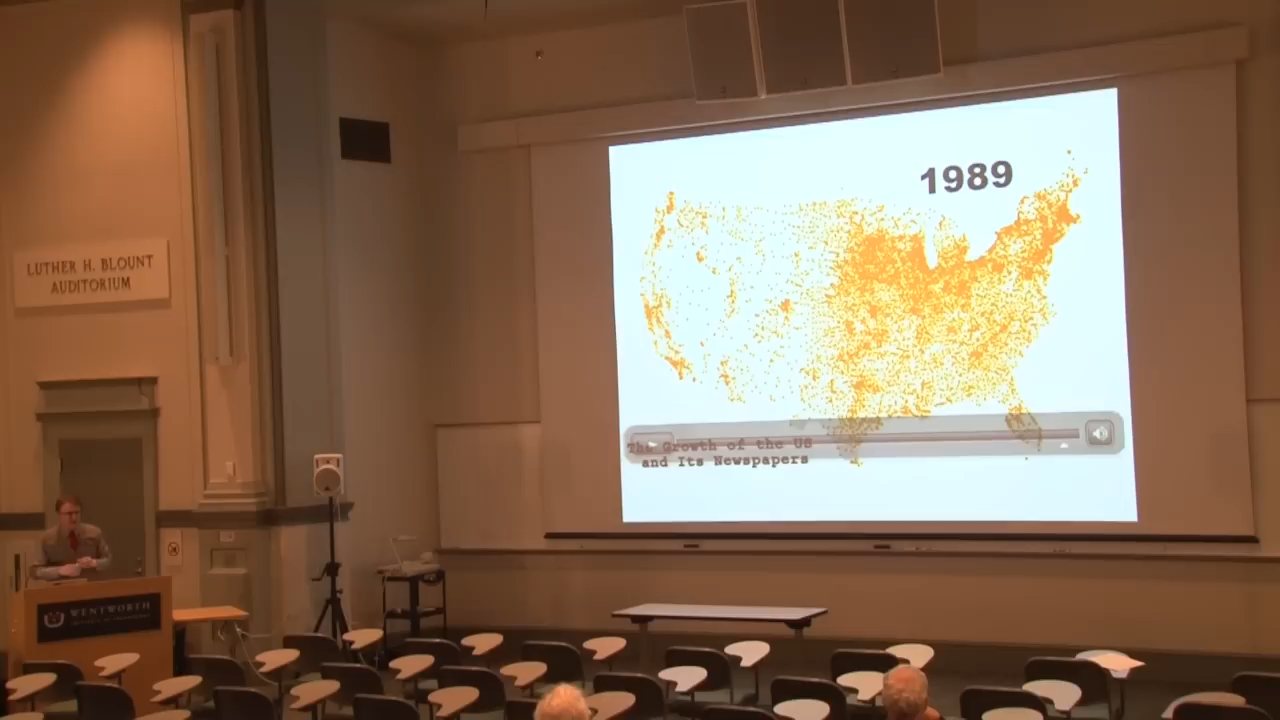 LUTHER H. BLOUNT
AUDITORIUM
1989
The Growth of the US
and Its Newspapers
WENTWORTH